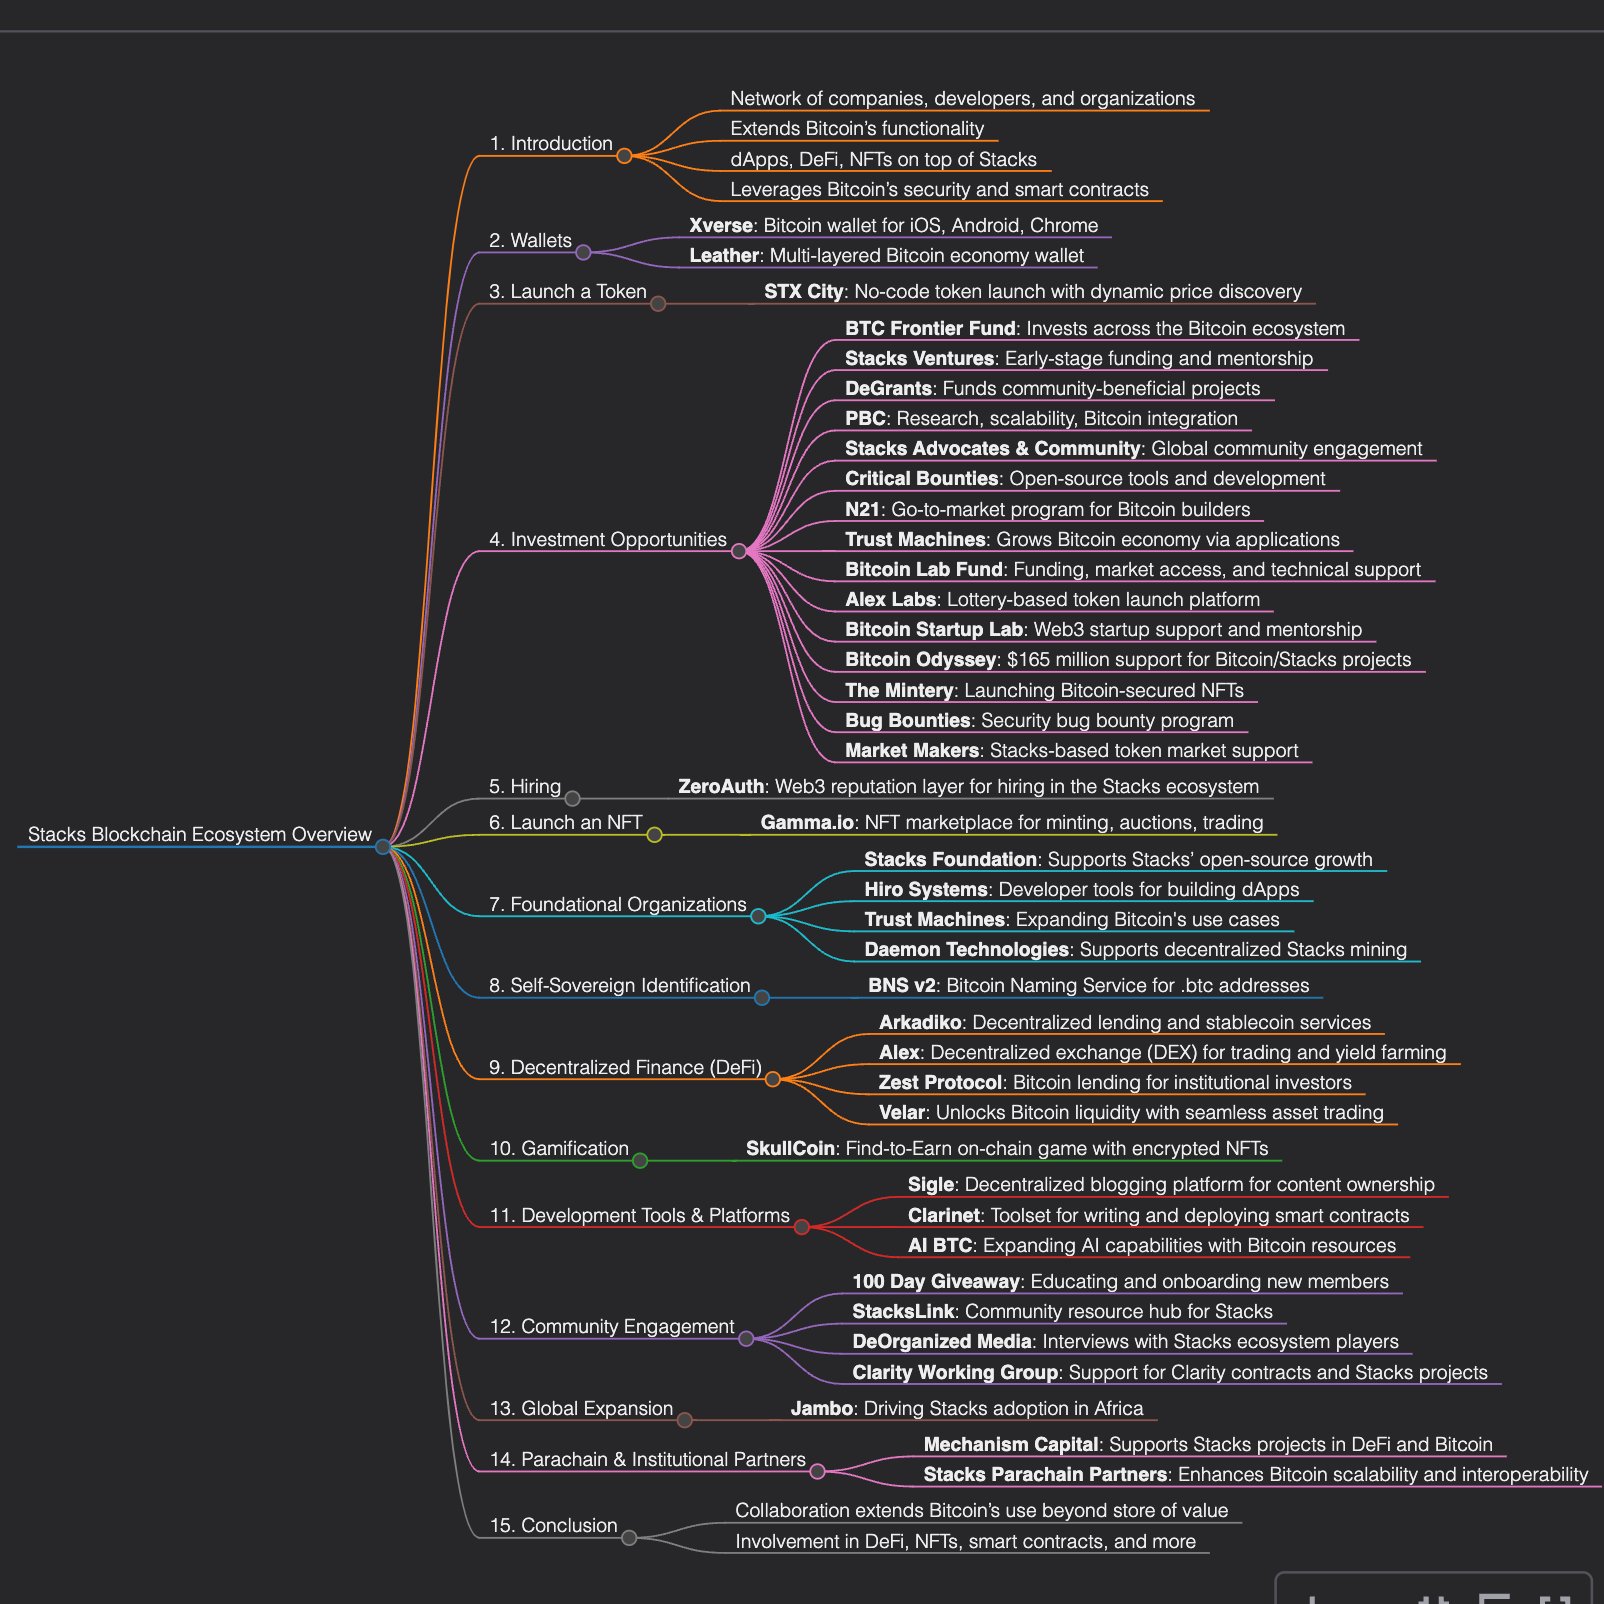 Stacks Blockchain Ecosystem Overview
1. Introduction
Network of companies, developers, and organizations
Extends Bitcoin’s functionality
dApps, DeFi, NFTs on top of Stacks
Leverages Bitcoin’s security and smart contracts
2. Wallets
Xverse: Bitcoin wallet for iOS, Android, Chrome
Leather: Multi-layered Bitcoin economy wallet
3. Launch a Token
STX City: No-code token launch with dynamic price discovery
4. Investment Opportunities
BTC Frontier Fund: Invests across the Bitcoin ecosystem
Stacks Ventures: Early-stage funding and mentorship
DeGrants: Funds community-beneficial projects
PBC: Research, scalability, Bitcoin integration
Stacks Advocates & Community: Global community engagement
Critical Bounties: Open-source tools and development
N21: Go-to-market program for Bitcoin builders
Trust Machines: Grows Bitcoin economy via applications
Bitcoin Lab Fund: Funding, market access, and technical support
Alex Labs: Lottery-based token launch platform
Bitcoin Startup Lab: Web3 startup support and mentorship
Bitcoin Odyssey: $165 million support for Bitcoin/Stacks projects
The Mintery: Launching Bitcoin-secured NFTs
Bug Bounties: Security bug bounty program
Market Makers: Stacks-based token market support
5. Hiring
ZeroAuth: Web3 reputation layer for hiring in the Stacks ecosystem
6. Launch an NFT
Gamma.io: NFT marketplace for minting, auctions, trading
7. Foundational Organizations
Stacks Foundation: Supports Stacks’ open-source growth
Hiro Systems: Developer tools for building dApps
Trust Machines: Expanding Bitcoin's use cases
Daemon Technologies: Supports decentralized Stacks mining
8. Self-Sovereign Identification
BNS v2: Bitcoin Naming Service for .btc addresses
9. Decentralized Finance (DeFi)
Arkadiko: Decentralized lending and stablecoin services
Alex: Decentralized exchange (DEX) for trading and yield farming
Zest Protocol: Bitcoin lending for institutional investors
Velar: Unlocks Bitcoin liquidity with seamless asset trading
10. Gamification
SkullCoin: Find-to-Earn on-chain game with encrypted NFTs
11. Development Tools & Platforms
Sigle: Decentralized blogging platform for content ownership
Clarinet: Toolset for writing and deploying smart contracts
AI BTC: Expanding AI capabilities with Bitcoin resources
12. Community Engagement
100 Day Giveaway: Educating and onboarding new members
StacksLink: Community resource hub for Stacks
DeOrganized Media: Interviews with Stacks ecosystem players
Clarity Working Group: Support for Clarity contracts and Stacks projects
13. Global Expansion
Jambo: Driving Stacks adoption in Africa
14. Parachain & Institutional Partners
Mechanism Capital: Supports Stacks projects in DeFi and Bitcoin
Stacks Parachain Partners: Enhances Bitcoin scalability and interoperability
15. Conclusion
Collaboration extends Bitcoin’s use beyond store of value
Involvement in DeFi, NFTs, smart contracts, and more